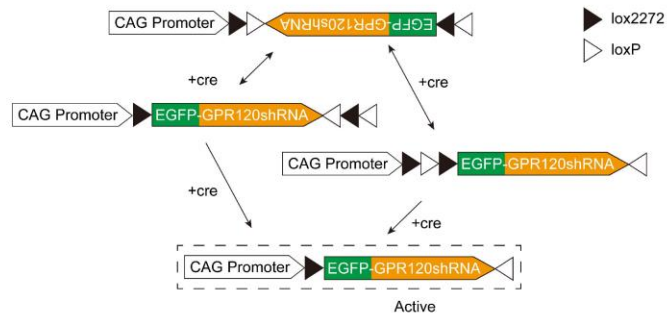 CAG Promoter EGFP-GPR120shRNA
lox2272
loxP
+cre
+cre
CAG Promoter EGFP-GPR120shRNA
CAG Promoter EGFP-GPR120shRNA
+cre
+cre
CAG Promoter EGFP-GPR120shRNA
Active